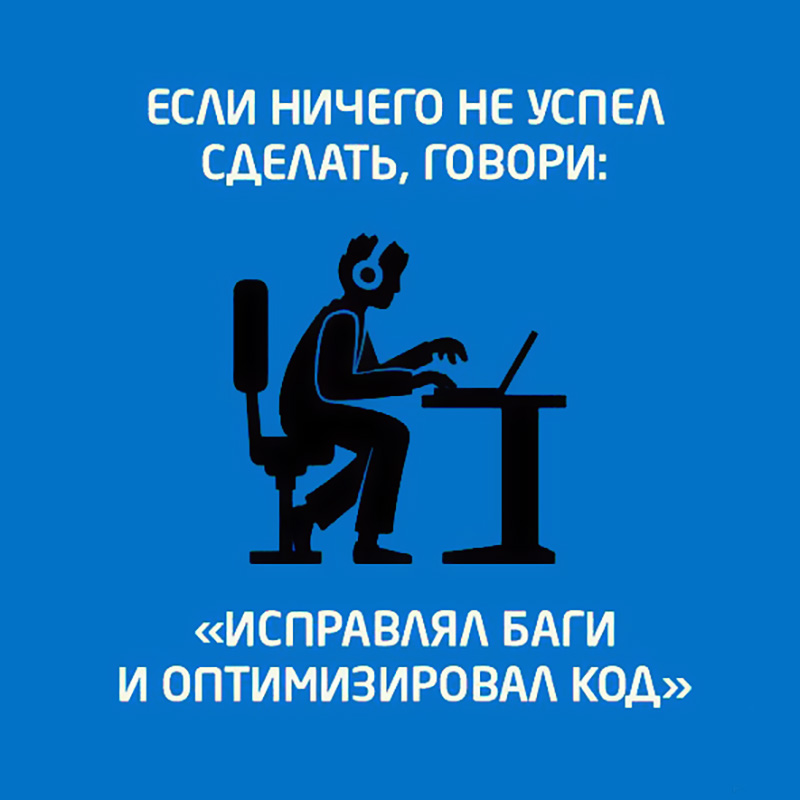 ЕСЛИ НИЧЕГО НЕ УСПЕЛ
СДЕЛАТЬ, ГОВОРИ:
«ИСПРАВЛЯЛ БАГИ
И ОПТИМИЗИРОВАЛ КОД»